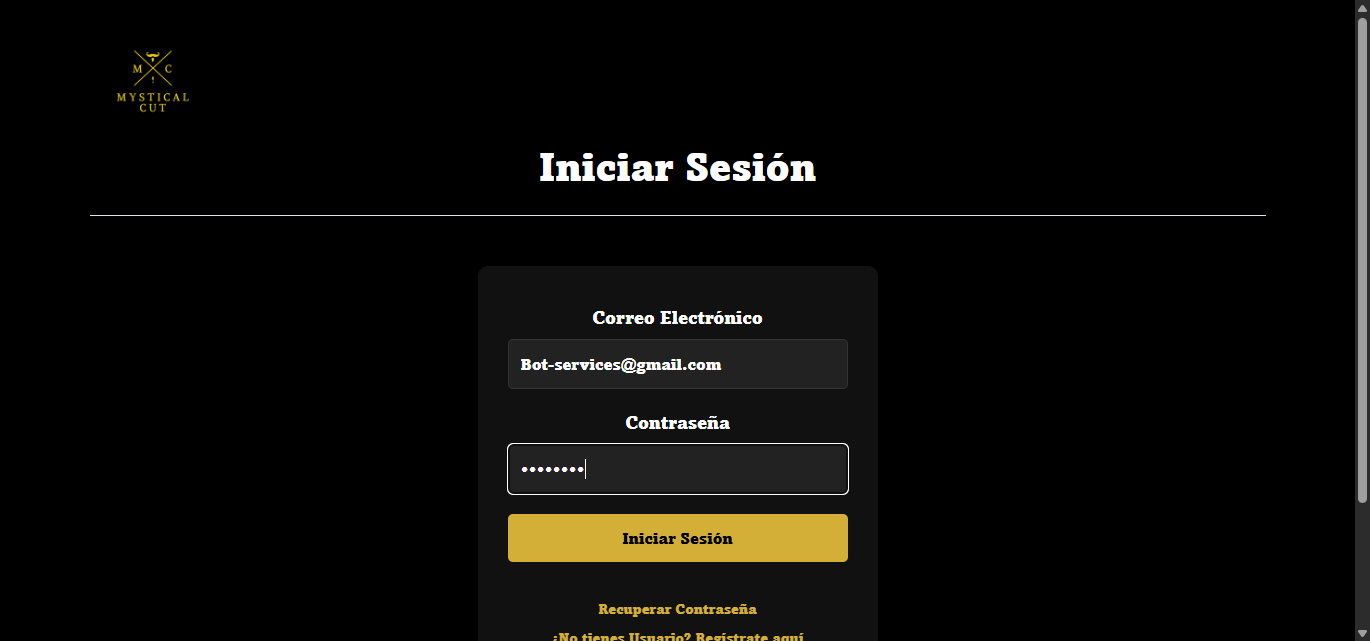 M C
MYSTICAL
CUT
Iniciar Sesión
Correo Electrónico
Bot-services@gmail.com
Contraseña
••••••••
Iniciar Sesión
Recuperar Contraseña
¿No tienes Usuario? Regístrate aquí